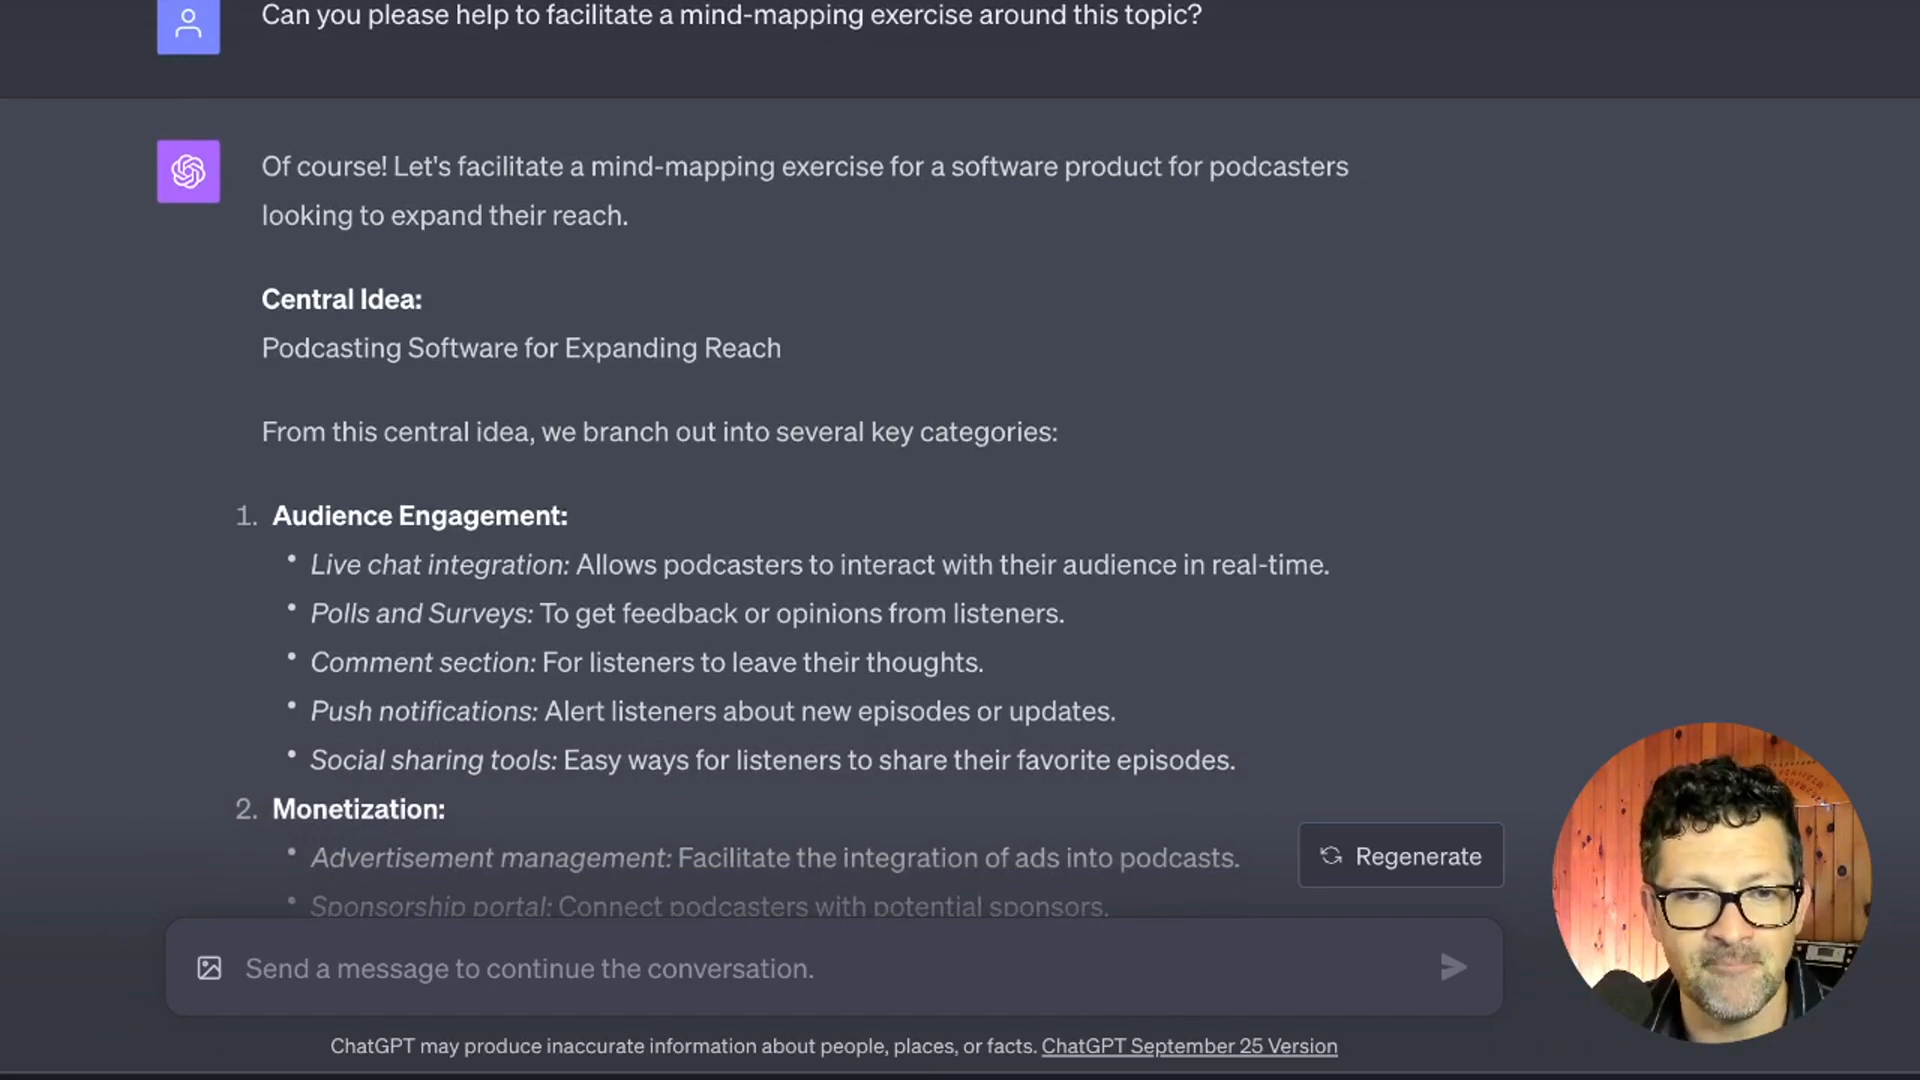 Can you please help to facilitate a mind-mapping exercise around this topic?
Of course! Let's facilitate a mind-mapping exercise for a software product for podcasters
looking to expand their reach.
Central Idea:
Podcasting Software for Expanding Reach
From this central idea, we branch out into several key categories:
1. Audience Engagement:
• Live chat integration: Allows podcasters to interact with their audience in real-time.
• Polls and Surveys: To get feedback or opinions from listeners.
• Comment section: For listeners to leave their thoughts.
• Push notifications: Alert listeners about new episodes or updates.
• Social sharing tools: Easy ways for listeners to share their favorite episodes.
2. Monetization:
• Advertisement management: Facilitate the integration of ads into podcasts.
• Sponsorship portal: Connect podcasters with potential sponsors.
Regenerate
Send a message to continue the conversation.
ChatGPT may produce inaccurate information about people, places, or facts. ChatGPT September 25 Version